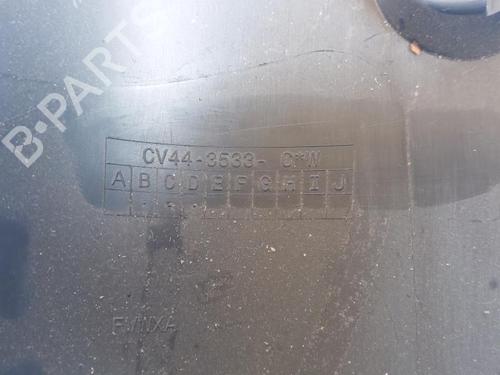 B-PARTS
CV44-3533- C**W
A B C D E F G H I J